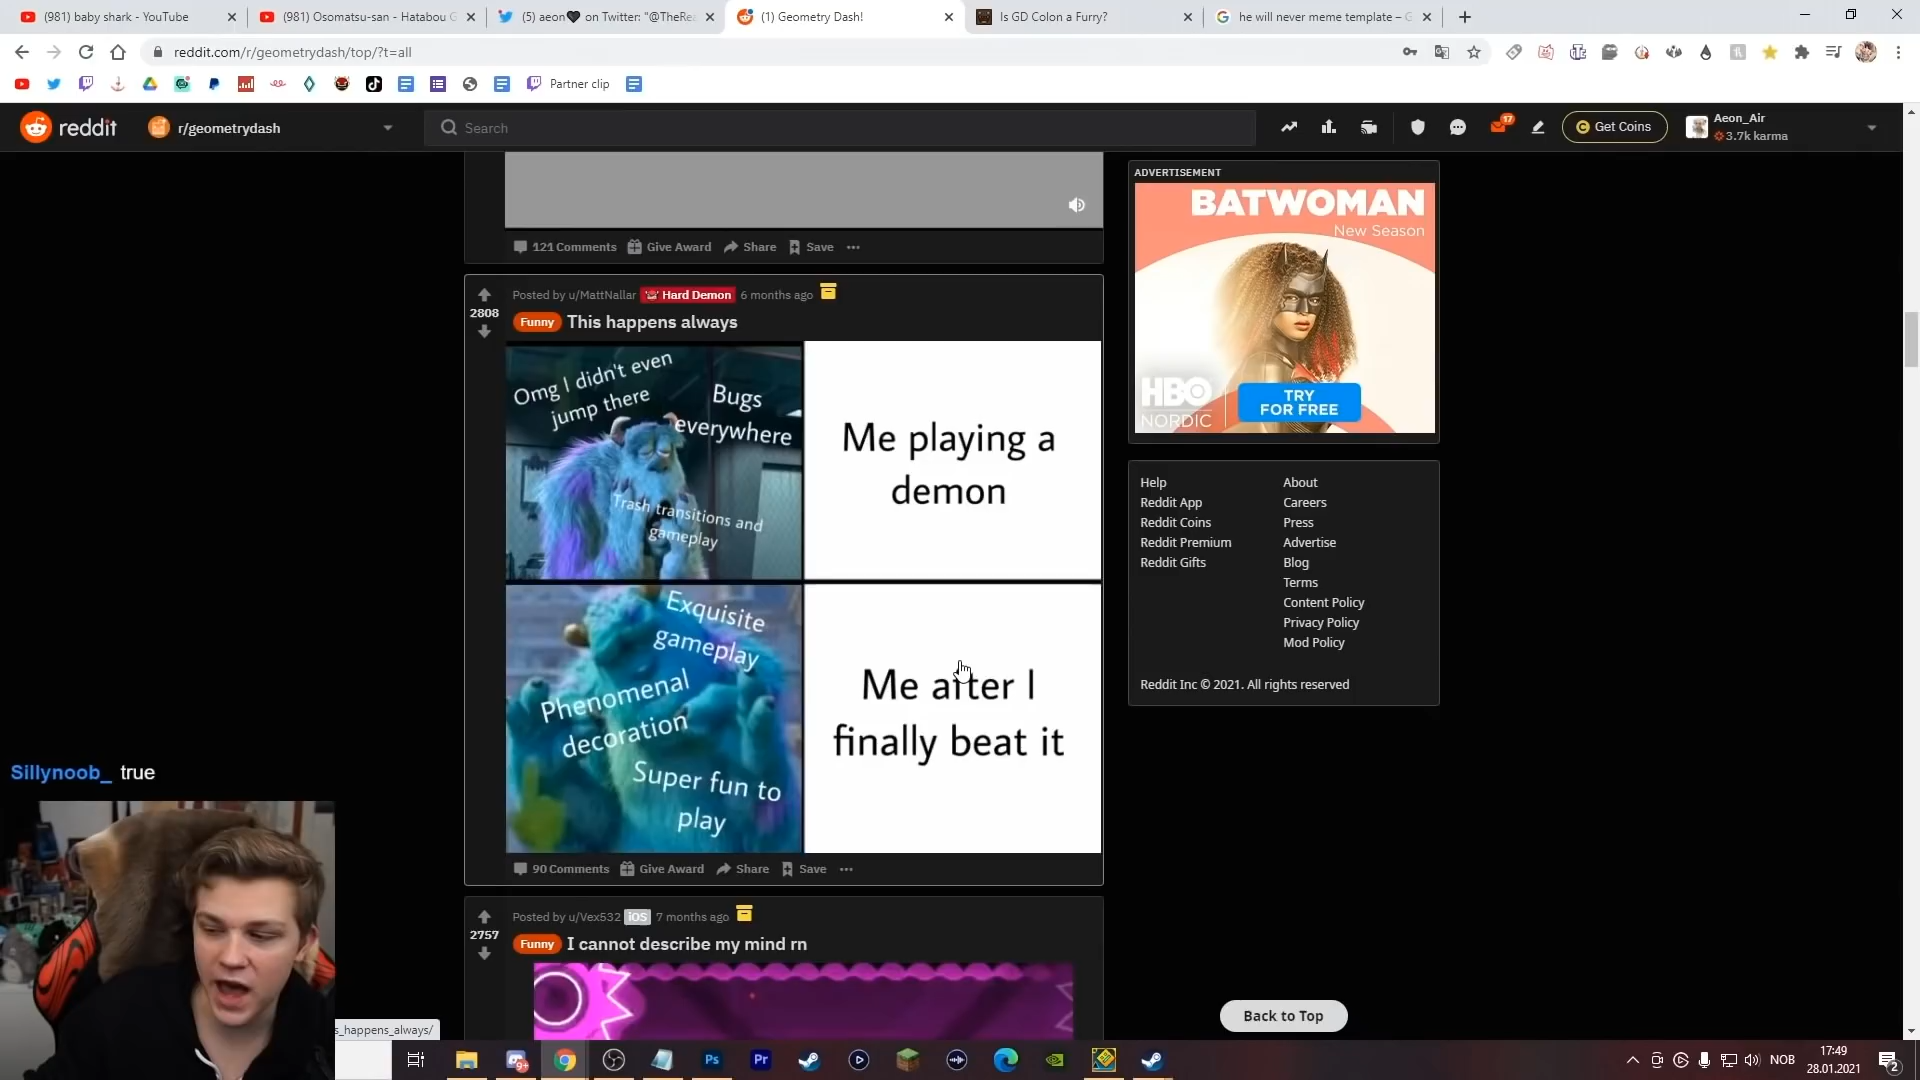 (981) baby shark - YouTube
(981) Osomatsu-san - Hatabou G
(5) aeon🖤 on Twitter: "@TheRea
(1) Geometry Dash!
Is GD Colon a Furry?
he will never meme template – G
reddit.com/r/geometrydash/top/?t=all
Partner clip
reddit
r/geometrydash
Search
17
Get Coins
Aeon_Air
3.7k karma
121 Comments
Give Award
Share
Save
2808
Posted by u/MattNallar
Hard Demon
6 months ago
Funny
This happens always
Omg I didn't even
jump there
Bugs
everywhere
Trash transitions and
gameplay
Me playing a
demon
Exquisite
gameplay
Phenomenal
decoration
Super fun to
play
Me after I
finally beat it
90 Comments
Give Award
Share
Save
2757
Posted by u/Vex532
iOS
7 months ago
Funny
I cannot describe my mind rn
ADVERTISEMENT
BATWOMAN
New Season
HBO
NORDIC
TRY
FOR FREE
Help
About
Reddit App
Careers
Reddit Coins
Press
Reddit Premium
Advertise
Reddit Gifts
Blog
Terms
Content Policy
Privacy Policy
Mod Policy
Reddit Inc © 2021. All rights reserved
Back to Top
Sillynoob_ true
s_happens_always/
9+
Ps
Pr
NOB
17:49
28.01.2021
2